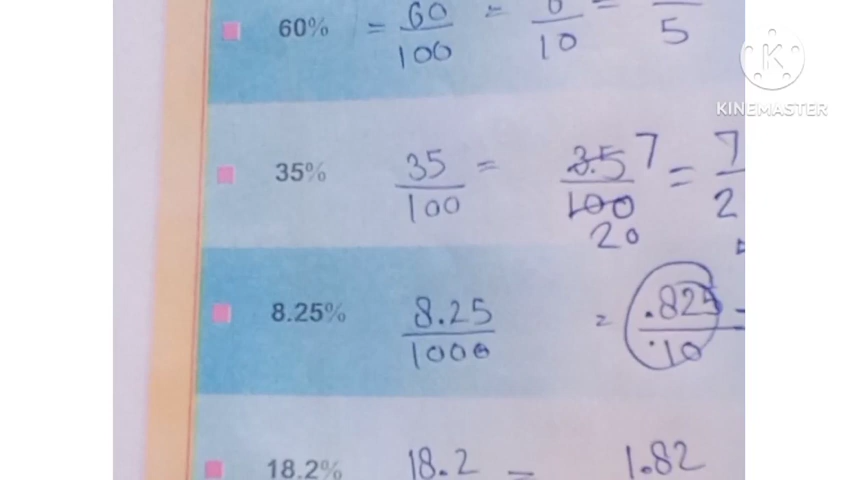 60% = 60/100 = /10 = /5
KINEMASTER
35% 35/100 = 35/100 7 20 = 7/2
8.25% 8.25/1000 = .825/.10 =
18.2% 18.2 = 1.82